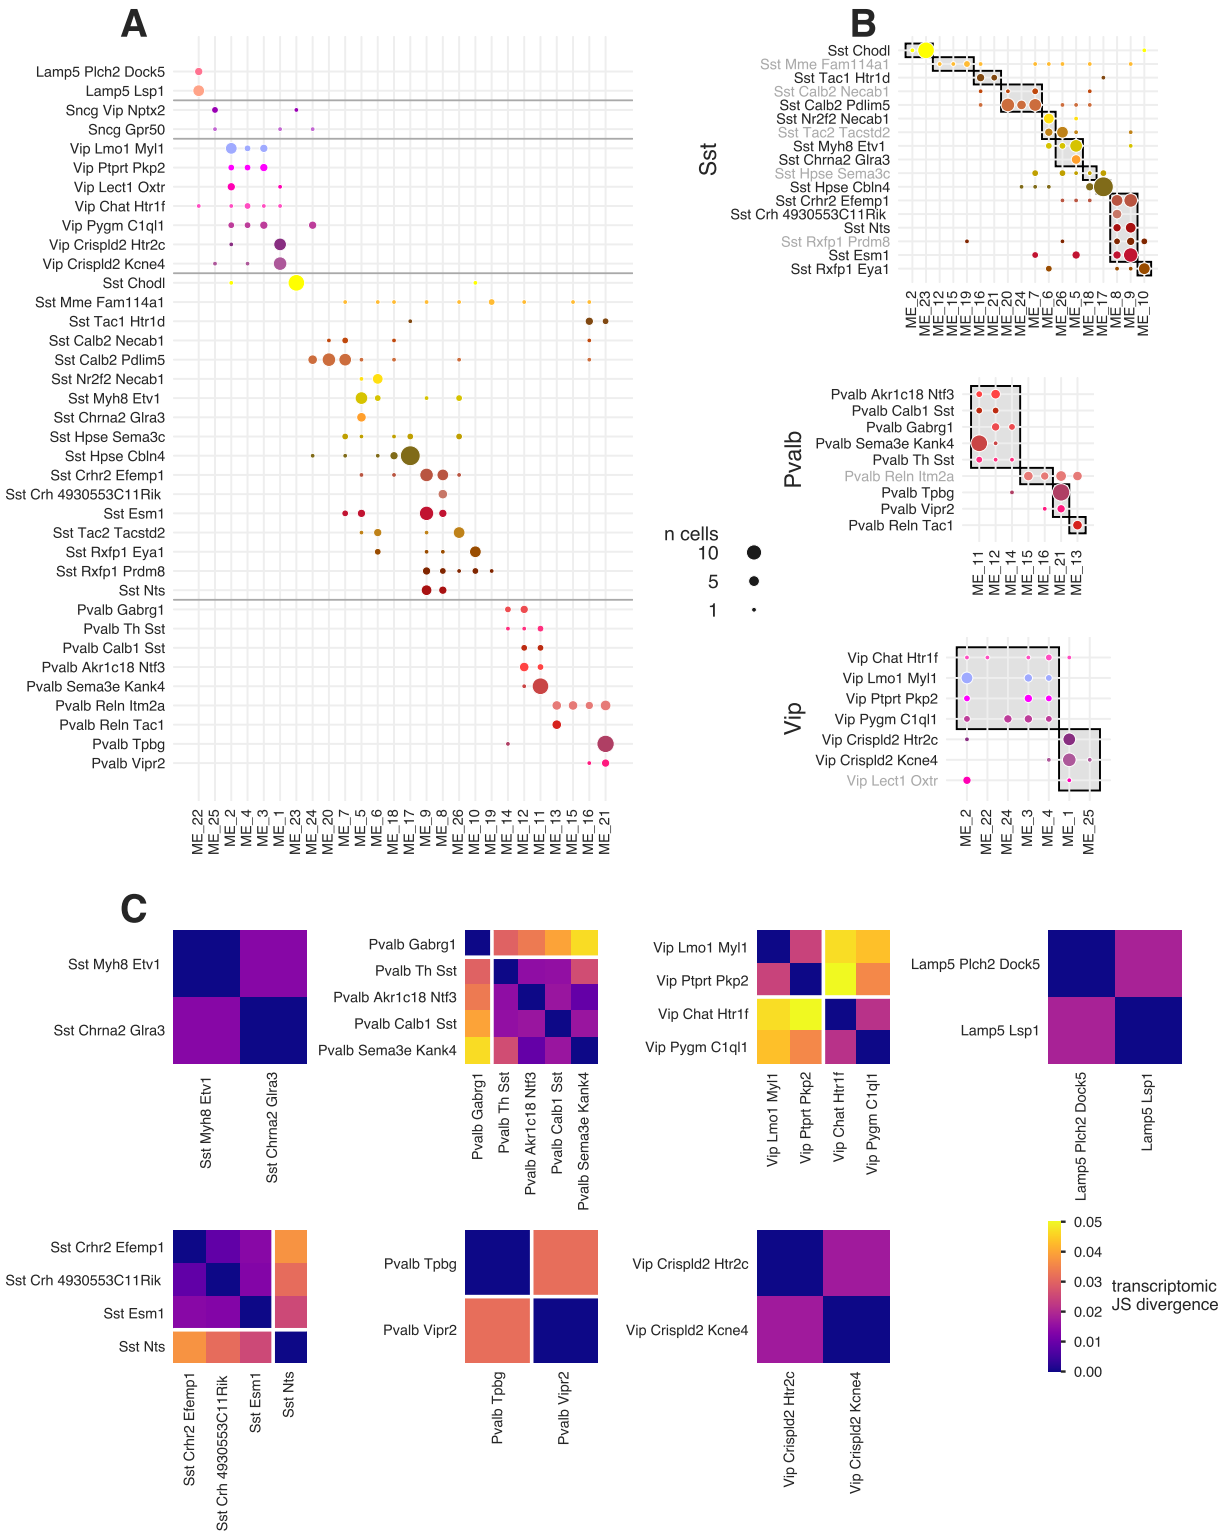 A
Lamp5 Plch2 Dock5
Lamp5 Lsp1
Sncg Vip Nptx2
Sncg Gpr50
Vip Lmo1 Myl1
Vip Ptprt Pkp2
Vip Lect1 Oxtr
Vip Chat Htr1f
Vip Pygm C1ql1
Vip Crispld2 Htr2c
Vip Crispld2 Kcne4
Sst Chodl
Sst Mme Fam114a1
Sst Tac1 Htr1d
Sst Calb2 Necab1
Sst Calb2 Pdlim5
Sst Nr2f2 Necab1
Sst Myh8 Etv1
Sst Chrna2 Glra3
Sst Hpse Sema3c
Sst Hpse Cbln4
Sst Crhr2 Efemp1
Sst Crh 4930553C11Rik
Sst Esm1
Sst Tac2 Tacstd2
Sst Rxfp1 Eya1
Sst Rxfp1 Prdm8
Sst Nts
Pvalb Gabrg1
Pvalb Th Sst
Pvalb Calb1 Sst
Pvalb Akr1c18 Ntf3
Pvalb Sema3e Kank4
Pvalb Reln Itm2a
Pvalb Reln Tac1
Pvalb Tpbg
Pvalb Vipr2
ME_22
ME_25
ME_2
ME_4
ME_3
ME_1
ME_23
ME_24
ME_20
ME_7
ME_5
ME_6
ME_18
ME_17
ME_9
ME_8
ME_26
ME_10
ME_19
ME_14
ME_12
ME_11
ME_13
ME_15
ME_16
ME_21
n cells
10
5
1
B
Sst
Sst Chodl
Sst Mme Fam114a1
Sst Tac1 Htr1d
Sst Calb2 Necab1
Sst Calb2 Pdlim5
Sst Nr2f2 Necab1
Sst Tac2 Tacstd2
Sst Myh8 Etv1
Sst Chrna2 Glra3
Sst Hpse Sema3c
Sst Hpse Cbln4
Sst Crhr2 Efemp1
Sst Crh 4930553C11Rik
Sst Nts
Sst Rxfp1 Prdm8
Sst Esm1
Sst Rxfp1 Eya1
ME_2
ME_23
ME_12
ME_15
ME_19
ME_16
ME_21
ME_20
ME_24
ME_7
ME_6
ME_26
ME_5
ME_18
ME_17
ME_8
ME_9
ME_10
Pvalb
Pvalb Akr1c18 Ntf3
Pvalb Calb1 Sst
Pvalb Gabrg1
Pvalb Sema3e Kank4
Pvalb Th Sst
Pvalb Reln Itm2a
Pvalb Tpbg
Pvalb Vipr2
Pvalb Reln Tac1
ME_11
ME_12
ME_14
ME_15
ME_16
ME_21
ME_13
Vip
Vip Chat Htr1f
Vip Lmo1 Myl1
Vip Ptprt Pkp2
Vip Pygm C1ql1
Vip Crispld2 Htr2c
Vip Crispld2 Kcne4
Vip Lect1 Oxtr
ME_2
ME_22
ME_24
ME_3
ME_4
ME_1
ME_25
C
Sst Myh8 Etv1
Sst Chrna2 Glra3
Sst Myh8 Etv1
Sst Chrna2 Glra3
Pvalb Gabrg1
Pvalb Th Sst
Pvalb Akr1c18 Ntf3
Pvalb Calb1 Sst
Pvalb Sema3e Kank4
Pvalb Gabrg1
Pvalb Th Sst
Pvalb Akr1c18 Ntf3
Pvalb Calb1 Sst
Pvalb Sema3e Kank4
Vip Lmo1 Myl1
Vip Ptprt Pkp2
Vip Chat Htr1f
Vip Pygm C1ql1
Vip Lmo1 Myl1
Vip Ptprt Pkp2
Vip Chat Htr1f
Vip Pygm C1ql1
Lamp5 Plch2 Dock5
Lamp5 Lsp1
Lamp5 Plch2 Dock5
Lamp5 Lsp1
Sst Crhr2 Efemp1
Sst Crh 4930553C11Rik
Sst Esm1
Sst Nts
Sst Crhr2 Efemp1
Sst Crh 4930553C11Rik
Sst Esm1
Sst Nts
Pvalb Tpbg
Pvalb Vipr2
Pvalb Tpbg
Pvalb Vipr2
Vip Crispld2 Htr2c
Vip Crispld2 Kcne4
Vip Crispld2 Htr2c
Vip Crispld2 Kcne4
0.05
0.04
0.03
0.02
0.01
0.00
transcriptomic
JS divergence